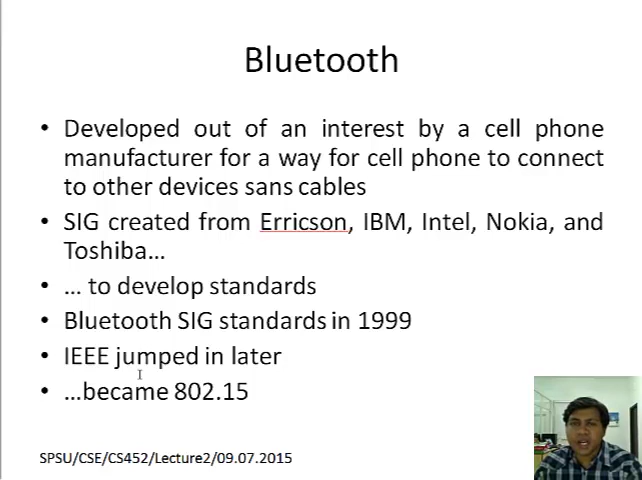 Bluetooth
• Developed out of an interest by a cell phone
manufacturer for a way for cell phone to connect
to other devices sans cables
• SIG created from Erricson, IBM, Intel, Nokia, and
Toshiba…
• … to develop standards
• Bluetooth SIG standards in 1999
• IEEE jumped in later
• …became 802.15
SPSU/CSE/CS452/Lecture2/09.07.2015